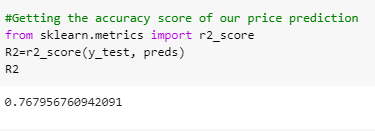 #Getting the accuracy score of our price prediction
from sklearn.metrics import r2_score
R2=r2_score(y_test, preds)
R2
0.767956760942091